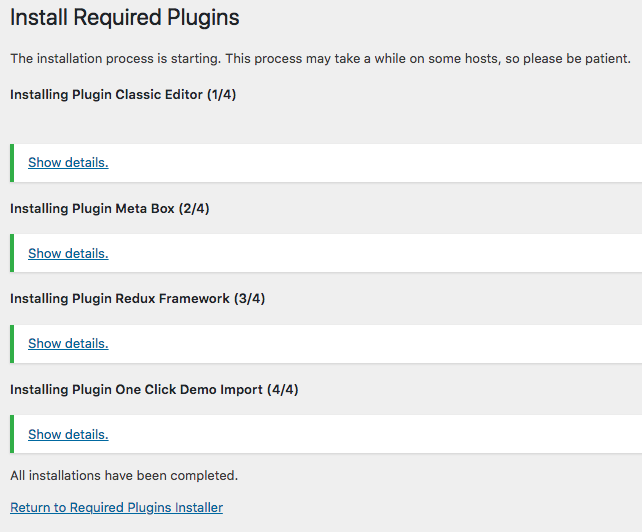 Install Required Plugins
The installation process is starting. This process may take a while on some hosts, so please be patient.
Installing Plugin Classic Editor (1/4)
Show details.
Installing Plugin Meta Box (2/4)
Show details.
Installing Plugin Redux Framework (3/4)
Show details.
Installing Plugin One Click Demo Import (4/4)
Show details.
All installations have been completed.
Return to Required Plugins Installer